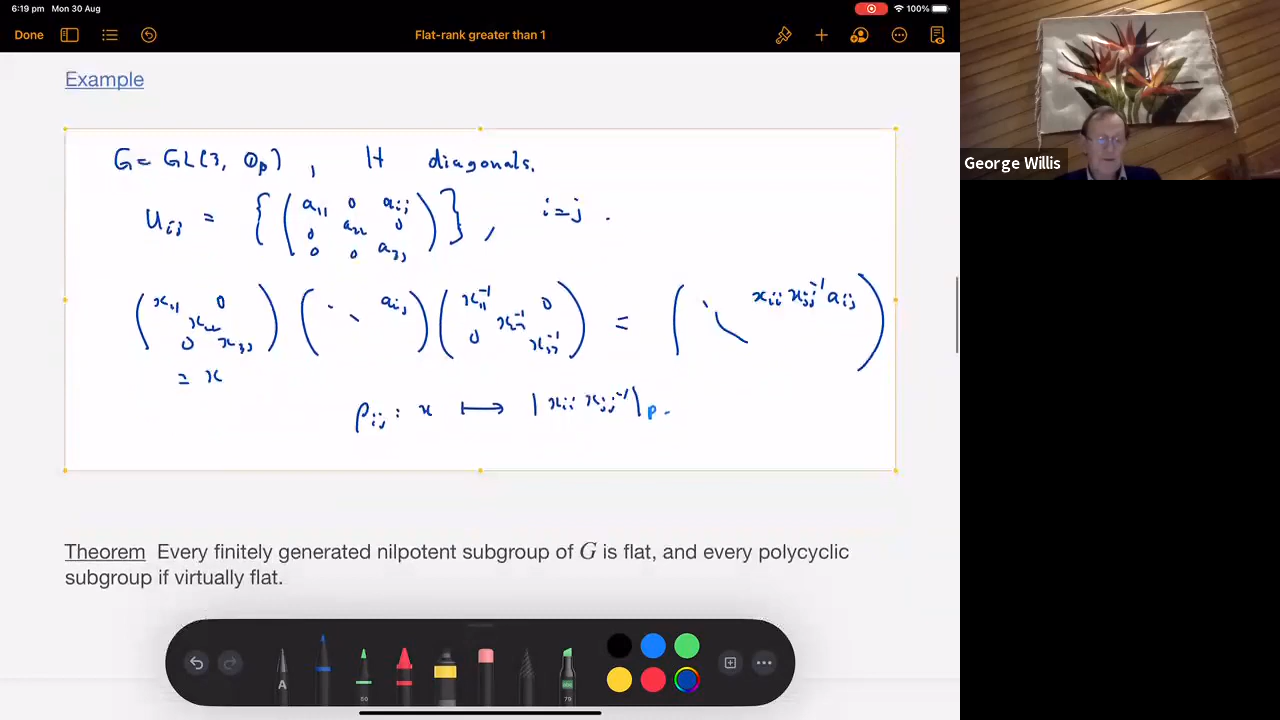 6:19 pm Mon 30 Aug
100%
Done
Flat-rank greater than 1
George Willis
Example
G = GL(3, ℚp), H diagonals.
Uij = { ( a11 0 aij
0 a22 0
0 0 a33 ) }, i=j.
( x11 0
x22
0 x33 ) ( ⋱ aij ) ( x11^-1 0
x22^-1
0 x33^-1 ) = ( ⋱ xii xjj^-1 aij )
= x
ρij : x ↦ | xii xjj^-1 |p.
Theorem Every finitely generated nilpotent subgroup of G is flat, and every polycyclic
subgroup if virtually flat.
A